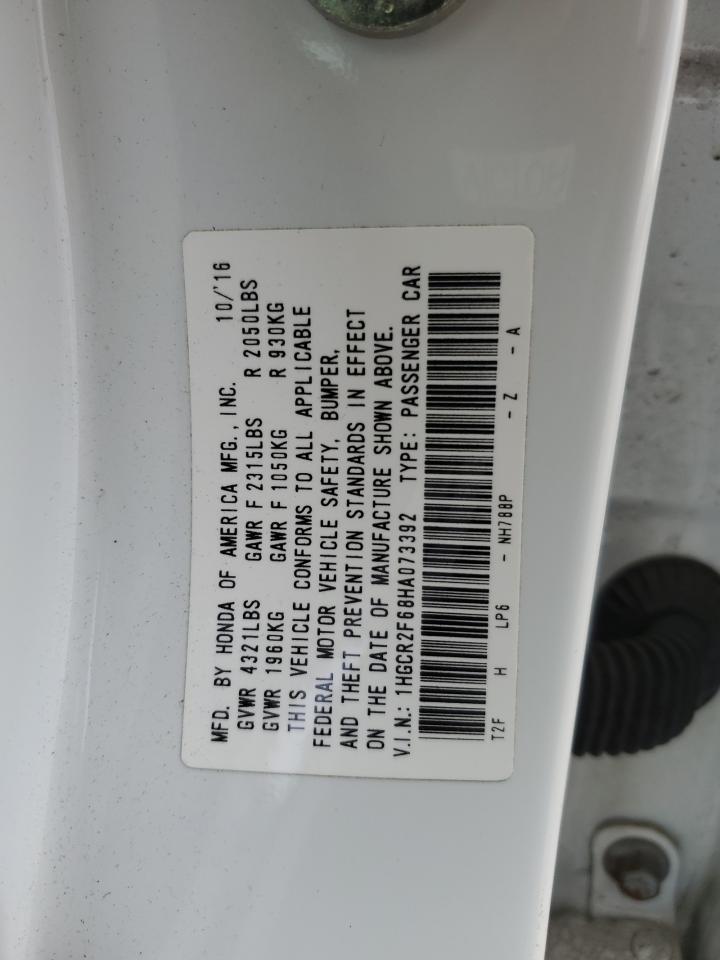 MFD. BY HONDA OF AMERICA MFG., INC. 10/'16
GVWR 4321LBS GAWR F 2315LBS R 2050LBS
GVWR 1960KG GAWR F 1050KG R 930KG
THIS VEHICLE CONFORMS TO ALL APPLICABLE
FEDERAL MOTOR VEHICLE SAFETY, BUMPER,
AND THEFT PREVENTION STANDARDS IN EFFECT
ON THE DATE OF MANUFACTURE SHOWN ABOVE.
V.I.N.: 1HGCR2F68HA073392 TYPE: PASSENGER CAR
T2F H LP6 - NH788P - Z - A